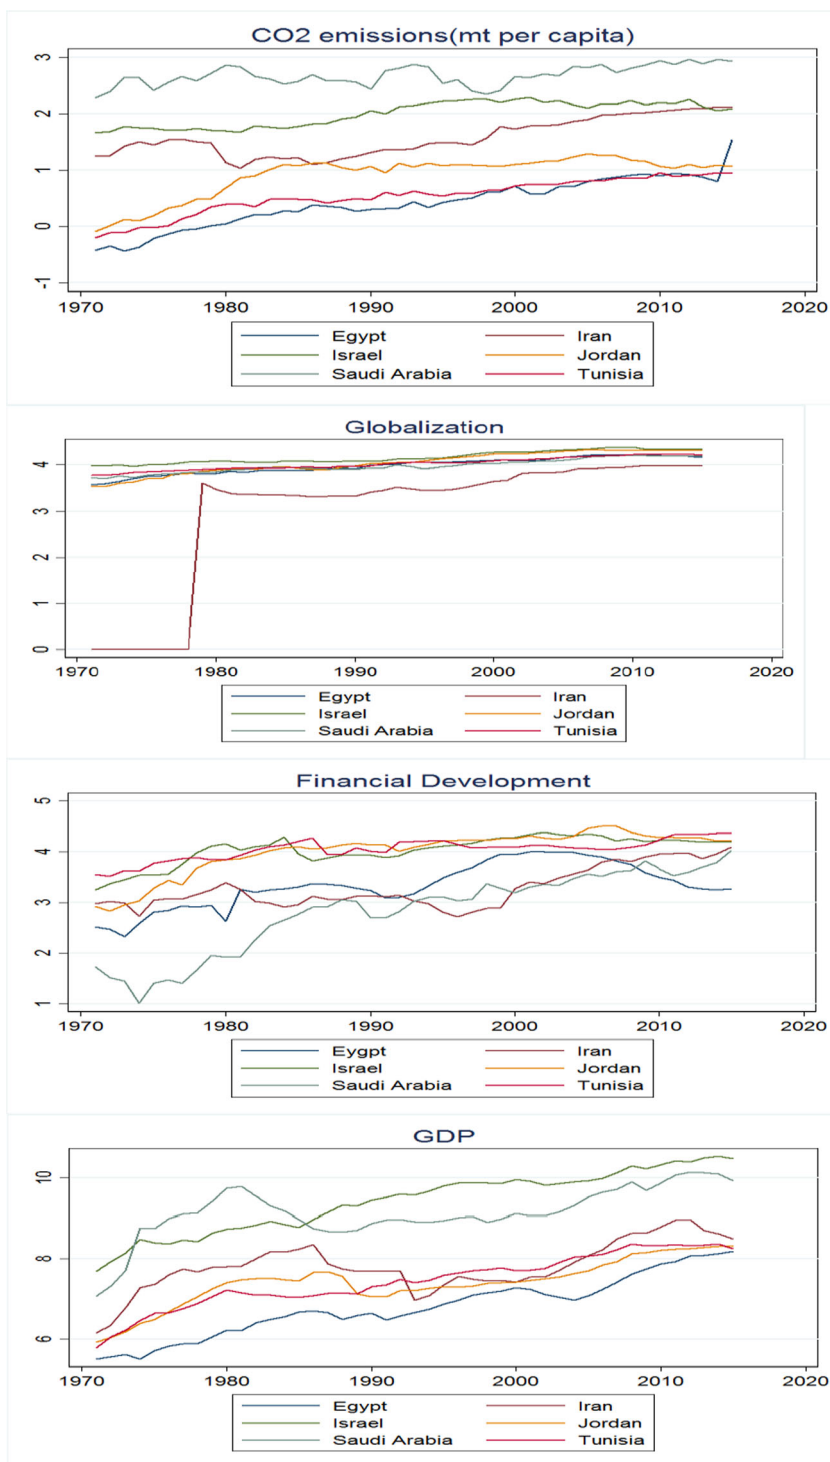 CO2 emissions(mt per capita)
3
2
1
0
-1
1970 1980 1990 2000 2010 2020
Egypt Iran
Israel Jordan
Saudi Arabia Tunisia
Globalization
4
3
2
1
0
1970 1980 1990 2000 2010 2020
Egypt Iran
Israel Jordan
Saudi Arabia Tunisia
Financial Development
5
4
3
2
1
1970 1980 1990 2000 2010 2020
Eygpt Iran
Israel Jordan
Saudi Arabia Tunisia
GDP
10
8
6
1970 1980 1990 2000 2010 2020
Egypt Iran
Israel Jordan
Saudi Arabia Tunisia